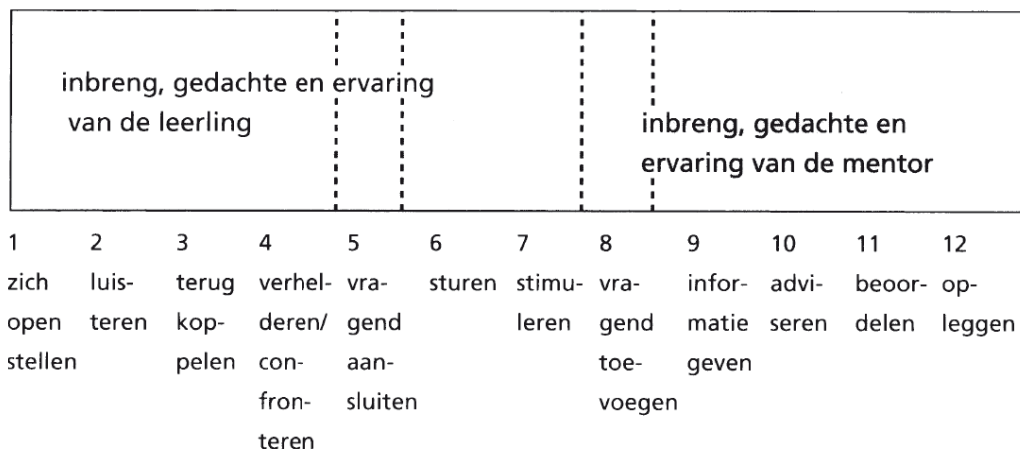 inbreng, gedachte en ervaring
van de leerling
inbreng, gedachte en
ervaring van de mentor
1 2 3 4 5 6 7 8 9 10 11 12
zich luis- terug verhel- vra- sturen stimu- vra- infor- advi- beoor- op-
open teren kop- deren/ gend leren gend matie seren delen leggen
stellen pelen con- aan- toe- geven
fron- sluiten voegen
teren